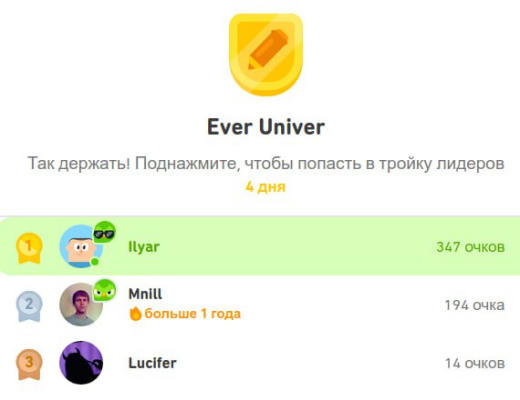 Ever Univer
Так держать! Поднажмите, чтобы попасть в тройку лидеров
4 дня
1 Ilyar 347 очков
2 Mnill 194 очка
больше 1 года
3 Lucifer 14 очков